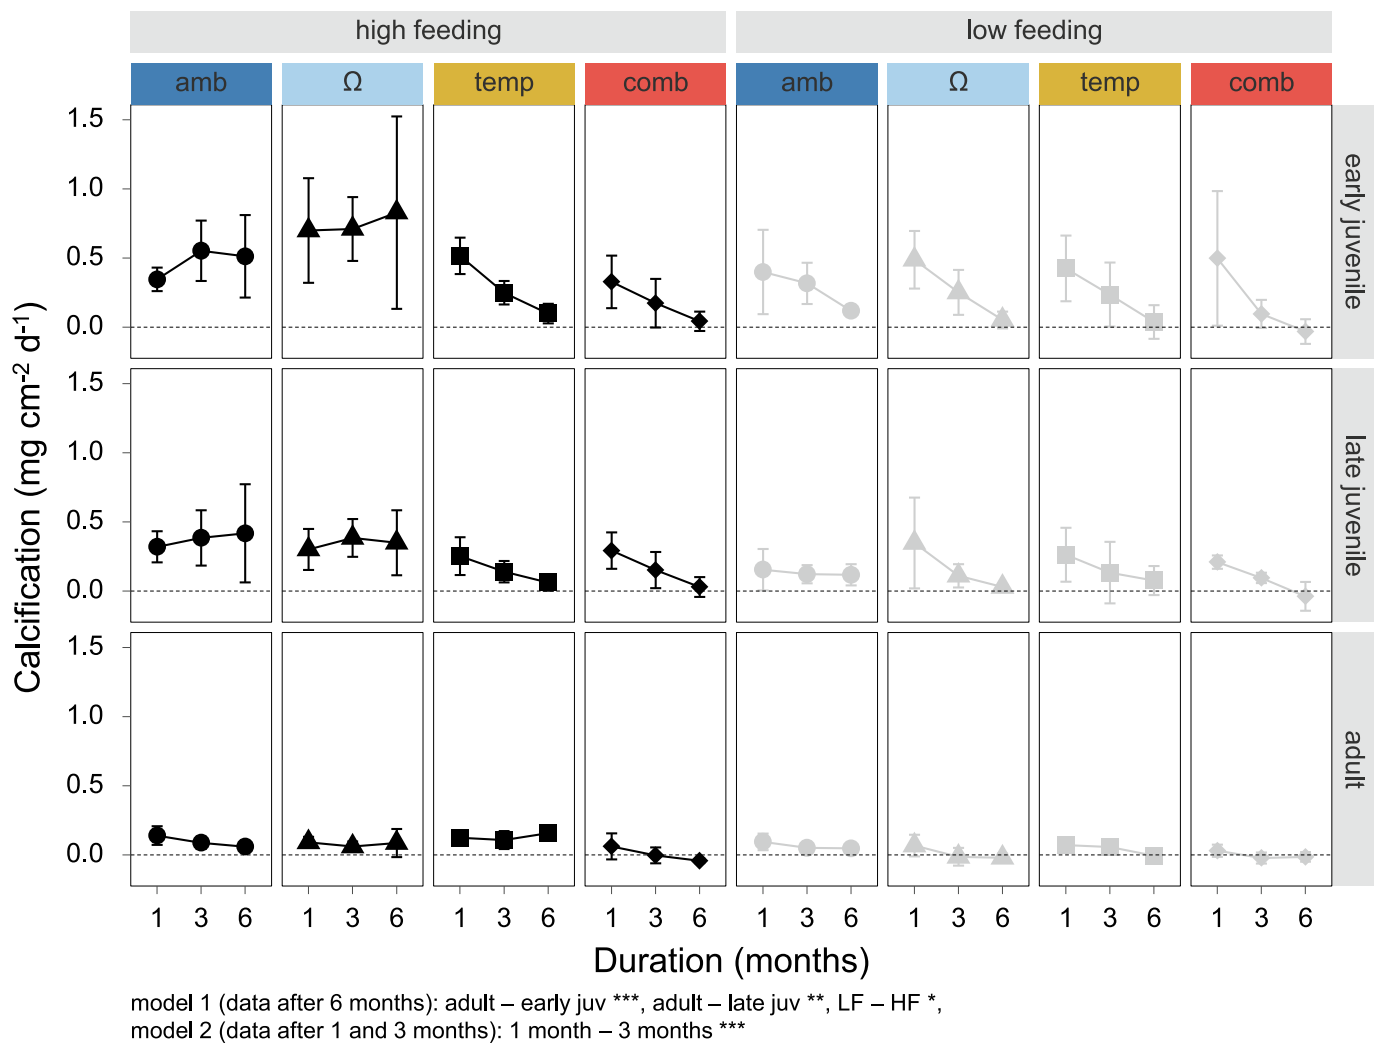 high feeding low feeding
amb Ω temp comb amb Ω temp comb
Calcification (mg cm-2 d-1)
1.5
1.0
0.5
0.0
early juvenile
1.5
1.0
0.5
0.0
late juvenile
1.5
1.0
0.5
0.0
adult
1 3 6 1 3 6 1 3 6 1 3 6 1 3 6 1 3 6 1 3 6 1 3 6
Duration (months)
model 1 (data after 6 months): adult – early juv ***, adult – late juv **, LF – HF *,
model 2 (data after 1 and 3 months): 1 month – 3 months ***